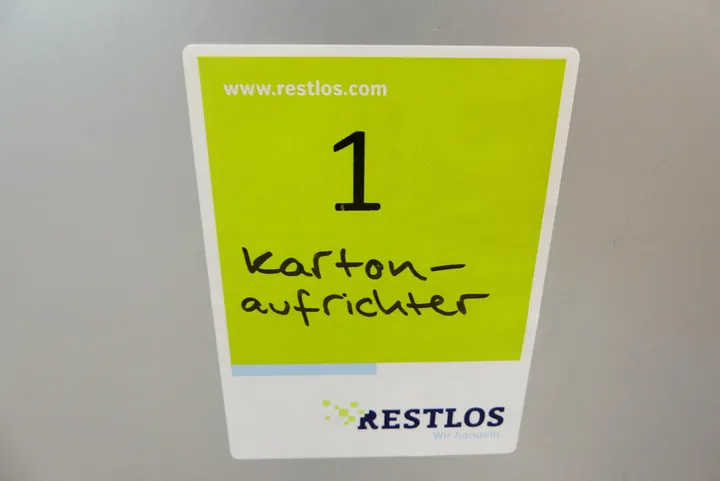 www.restlos.com
1
Karton-
aufrichter
RESTLOS
Wir handeln.